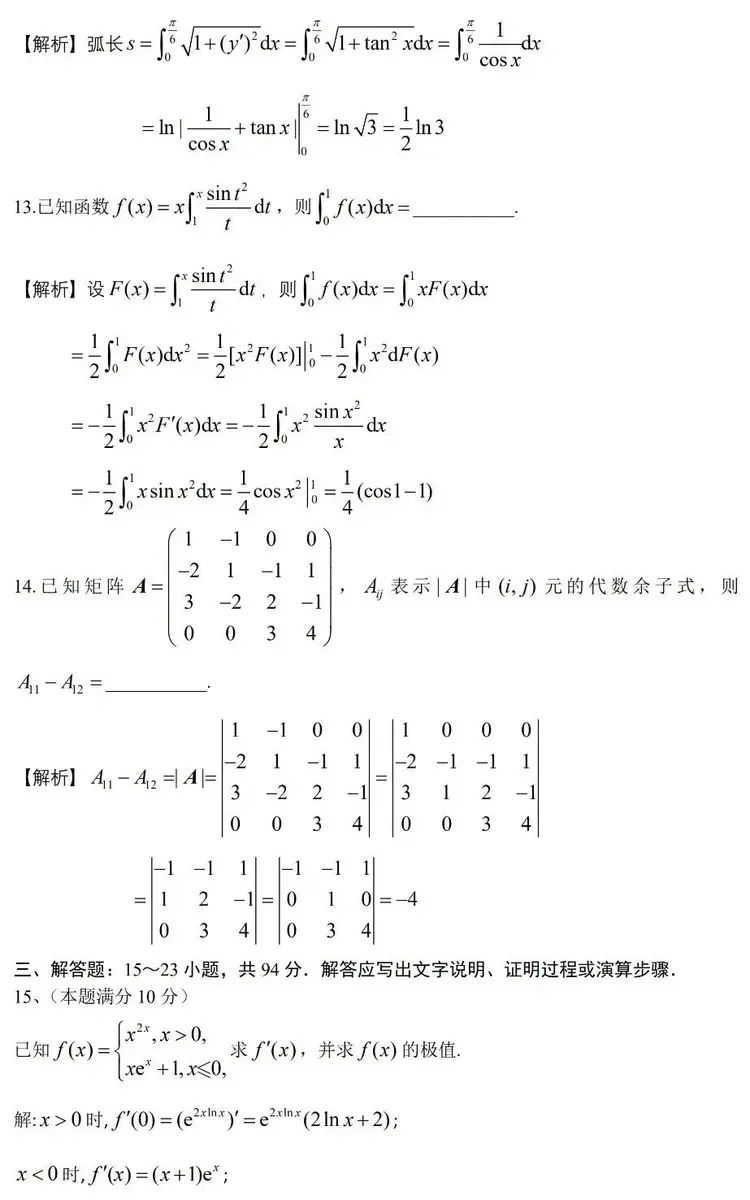 【解析】弧长 $s=\int_0^{\frac{\pi}{6}}\sqrt{1+(y')^2}\mathrm{d}x=\int_0^{\frac{\pi}{6}}\sqrt{1+\tan^2 x}\mathrm{d}x=\int_0^{\frac{\pi}{6}}\frac{1}{\cos x}\mathrm{d}x$
$=\ln|\frac{1}{\cos x}+\tan x|\Big|_0^{\frac{\pi}{6}}=\ln\sqrt{3}=\frac{1}{2}\ln 3$
13.已知函数 $f(x)=x\int_1^x\frac{\sin t^2}{t}\mathrm{d}t$，则 $\int_0^1 f(x)\mathrm{d}x=$__________.
【解析】设 $F(x)=\int_1^x\frac{\sin t^2}{t}\mathrm{d}t$，则 $\int_0^1 f(x)\mathrm{d}x=\int_0^1 xF(x)\mathrm{d}x$
$=\frac{1}{2}\int_0^1 F(x)\mathrm{d}x^2=\frac{1}{2}[x^2F(x)]\Big|_0^1-\frac{1}{2}\int_0^1 x^2\mathrm{d}F(x)$
$=-\frac{1}{2}\int_0^1 x^2F'(x)\mathrm{d}x=-\frac{1}{2}\int_0^1 x^2\frac{\sin x^2}{x}\mathrm{d}x$
$=-\frac{1}{2}\int_0^1 x\sin x^2\mathrm{d}x=\frac{1}{4}\cos x^2\Big|_0^1=\frac{1}{4}(\cos 1-1)$
14.已知矩阵 $A=\begin{pmatrix}1&-1&0&0\\-2&1&-1&1\\3&-2&2&-1\\0&0&3&4\end{pmatrix}$，$A_{ij}$ 表示 $|A|$ 中 $(i,j)$ 元的代数余子式，则
$A_{11}-A_{12}=$__________.
【解析】$A_{11}-A_{12}=|A|=\begin{vmatrix}1&-1&0&0\\-2&1&-1&1\\3&-2&2&-1\\0&0&3&4\end{vmatrix}=\begin{vmatrix}1&0&0&0\\-2&-1&-1&1\\3&1&2&-1\\0&0&3&4\end{vmatrix}$
$=\begin{vmatrix}-1&-1&1\\1&2&-1\\0&3&4\end{vmatrix}=\begin{vmatrix}-1&-1&1\\0&1&0\\0&3&4\end{vmatrix}=-4$
三、解答题：15～23 小题，共 94 分．解答应写出文字说明、证明过程或演算步骤．
15、（本题满分 10 分）
已知 $f(x)=\begin{cases}x^{2x},x>0,\\x\mathrm{e}^x+1,x\leqslant 0,\end{cases}$ 求 $f'(x)$，并求 $f(x)$ 的极值.
解:$x>0$ 时, $f'(0)=(\mathrm{e}^{2x\ln x})'=\mathrm{e}^{2x\ln x}(2\ln x+2)$；
$x<0$ 时, $f'(x)=(x+1)\mathrm{e}^x$；